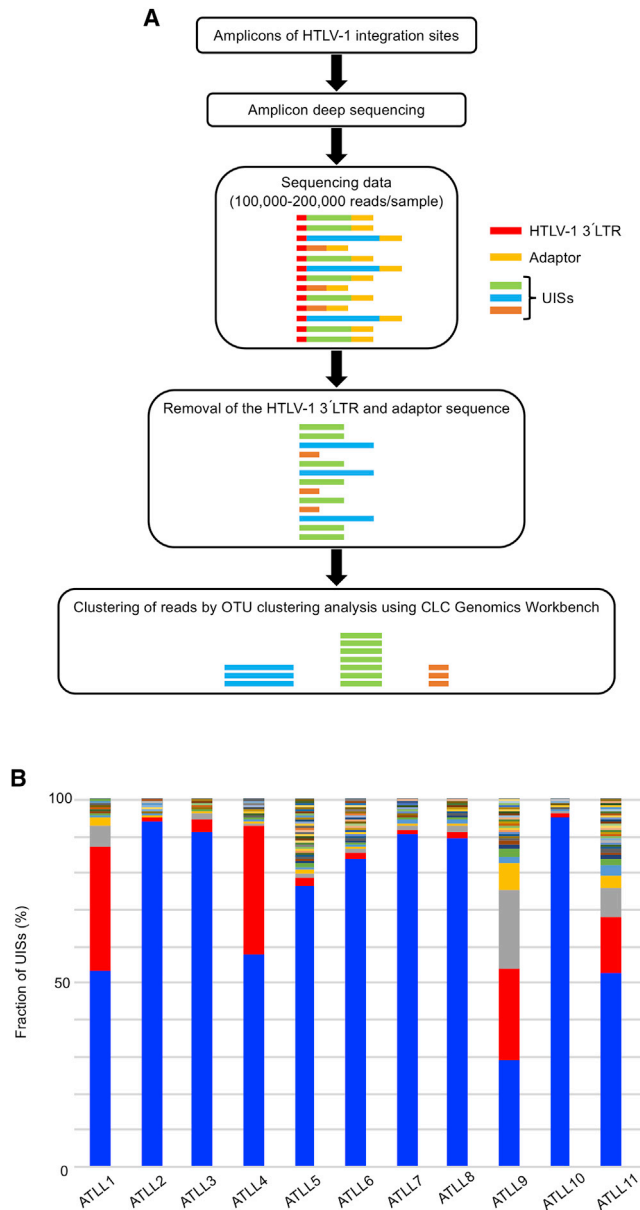 A
Amplicons of HTLV-1 integration sites
Amplicon deep sequencing
Sequencing data
(100,000-200,000 reads/sample)
HTLV-1 3´LTR
Adaptor
UISs
Removal of the HTLV-1 3´LTR and adaptor sequence
Clustering of reads by OTU clustering analysis using CLC Genomics Workbench
B
Fraction of UISs (%)
100
50
0
ATLL1
ATLL2
ATLL3
ATLL4
ATLL5
ATLL6
ATLL7
ATLL8
ATLL9
ATLL10
ATLL11